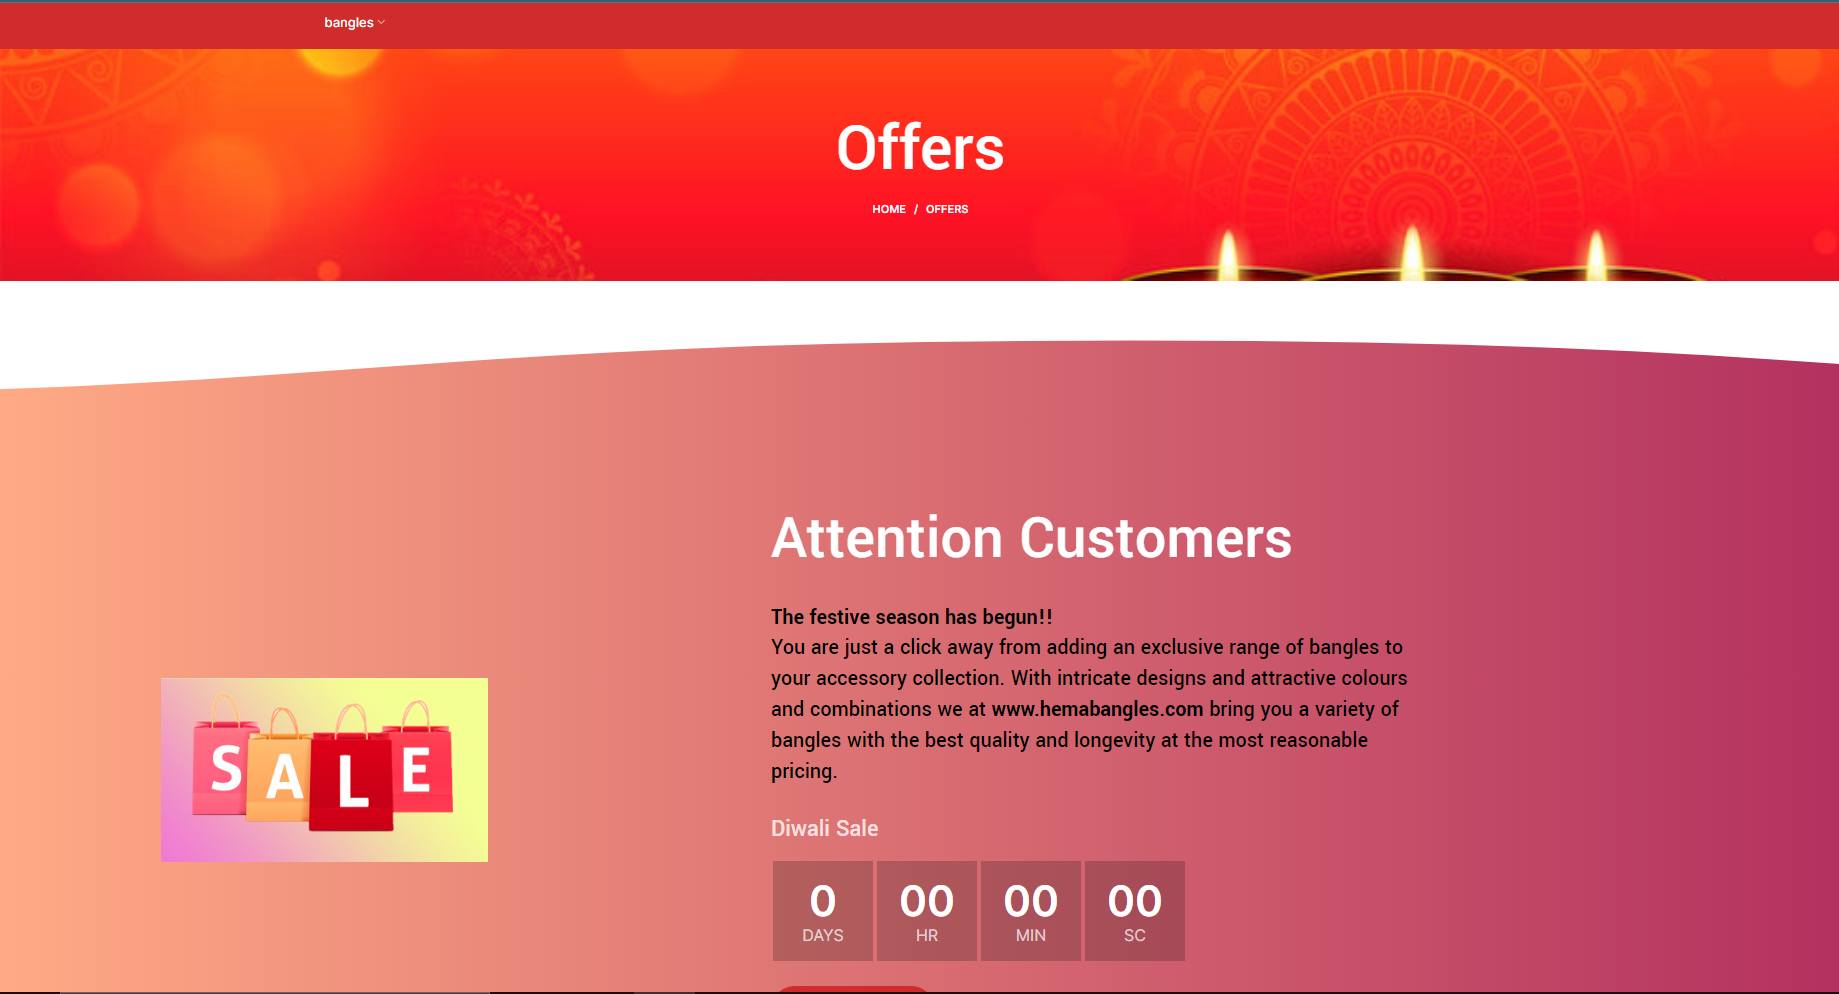 bangles
Offers
HOME / OFFERS
Attention Customers
The festive season has begun!!
You are just a click away from adding an exclusive range of bangles to
your accessory collection. With intricate designs and attractive colours
and combinations we at www.hemabangles.com bring you a variety of
bangles with the best quality and longevity at the most reasonable
pricing.
SALE
Diwali Sale
0 00 00 00
DAYS HR MIN SC